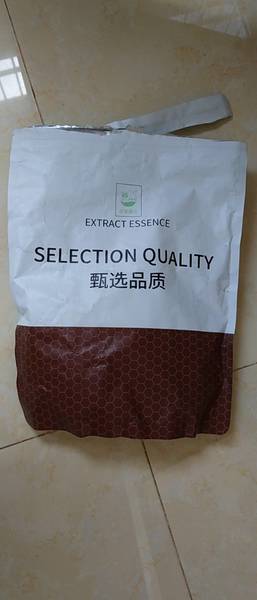 EXTRACT ESSENCE
SELECTION QUALITY
甄选品质